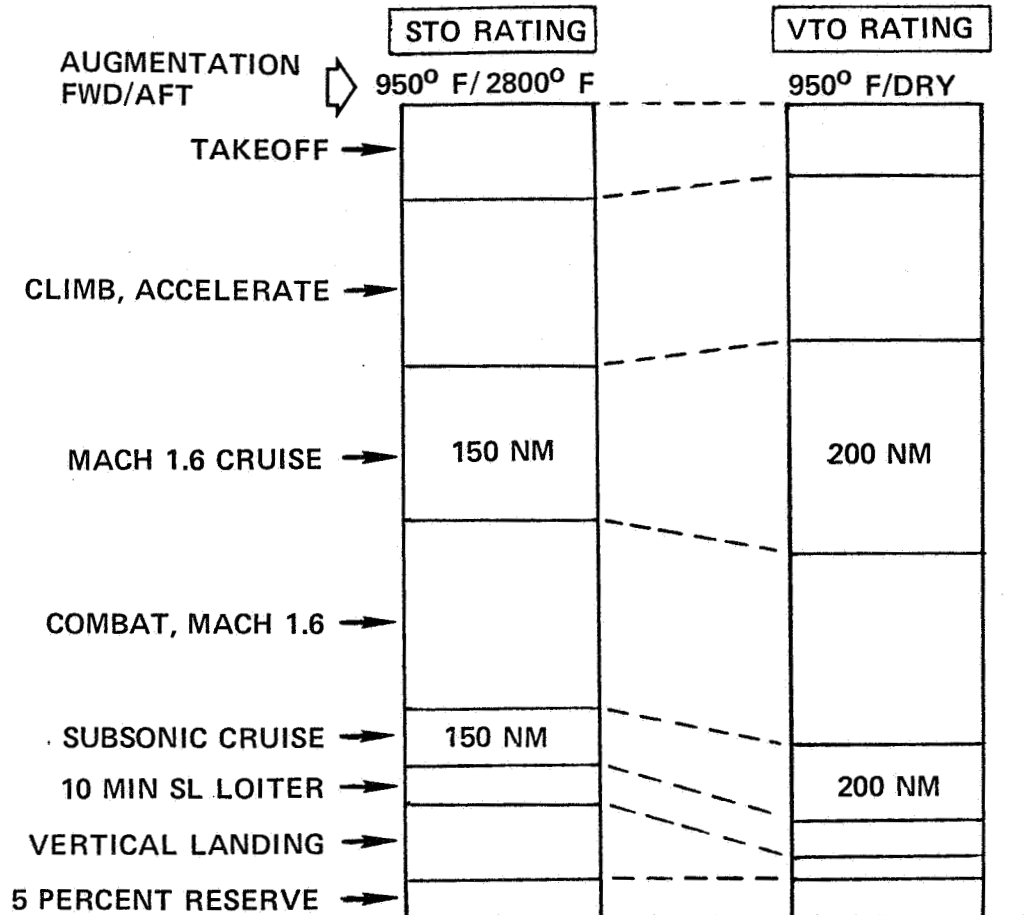 STO RATING
VTO RATING
AUGMENTATION
FWD/AFT
950° F/2800° F
950° F/DRY
TAKEOFF
CLIMB, ACCELERATE
MACH 1.6 CRUISE
150 NM
200 NM
COMBAT, MACH 1.6
SUBSONIC CRUISE
150 NM
10 MIN SL LOITER
200 NM
VERTICAL LANDING
5 PERCENT RESERVE